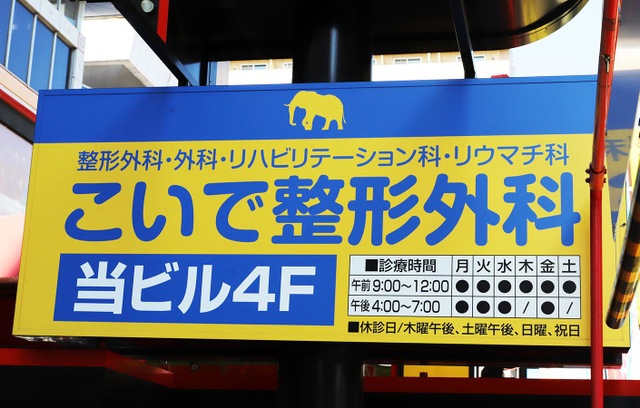 整形外科・外科・リハビリテーション科・リウマチ科
こいで整形外科
当ビル4F
■診療時間 月 火 水 木 金 土
午前9:00〜12:00 ● ● ● ● ● ●
午後4:00〜7:00 ● ● ● / ● /
■休診日/木曜午後、土曜午後、日曜、祝日